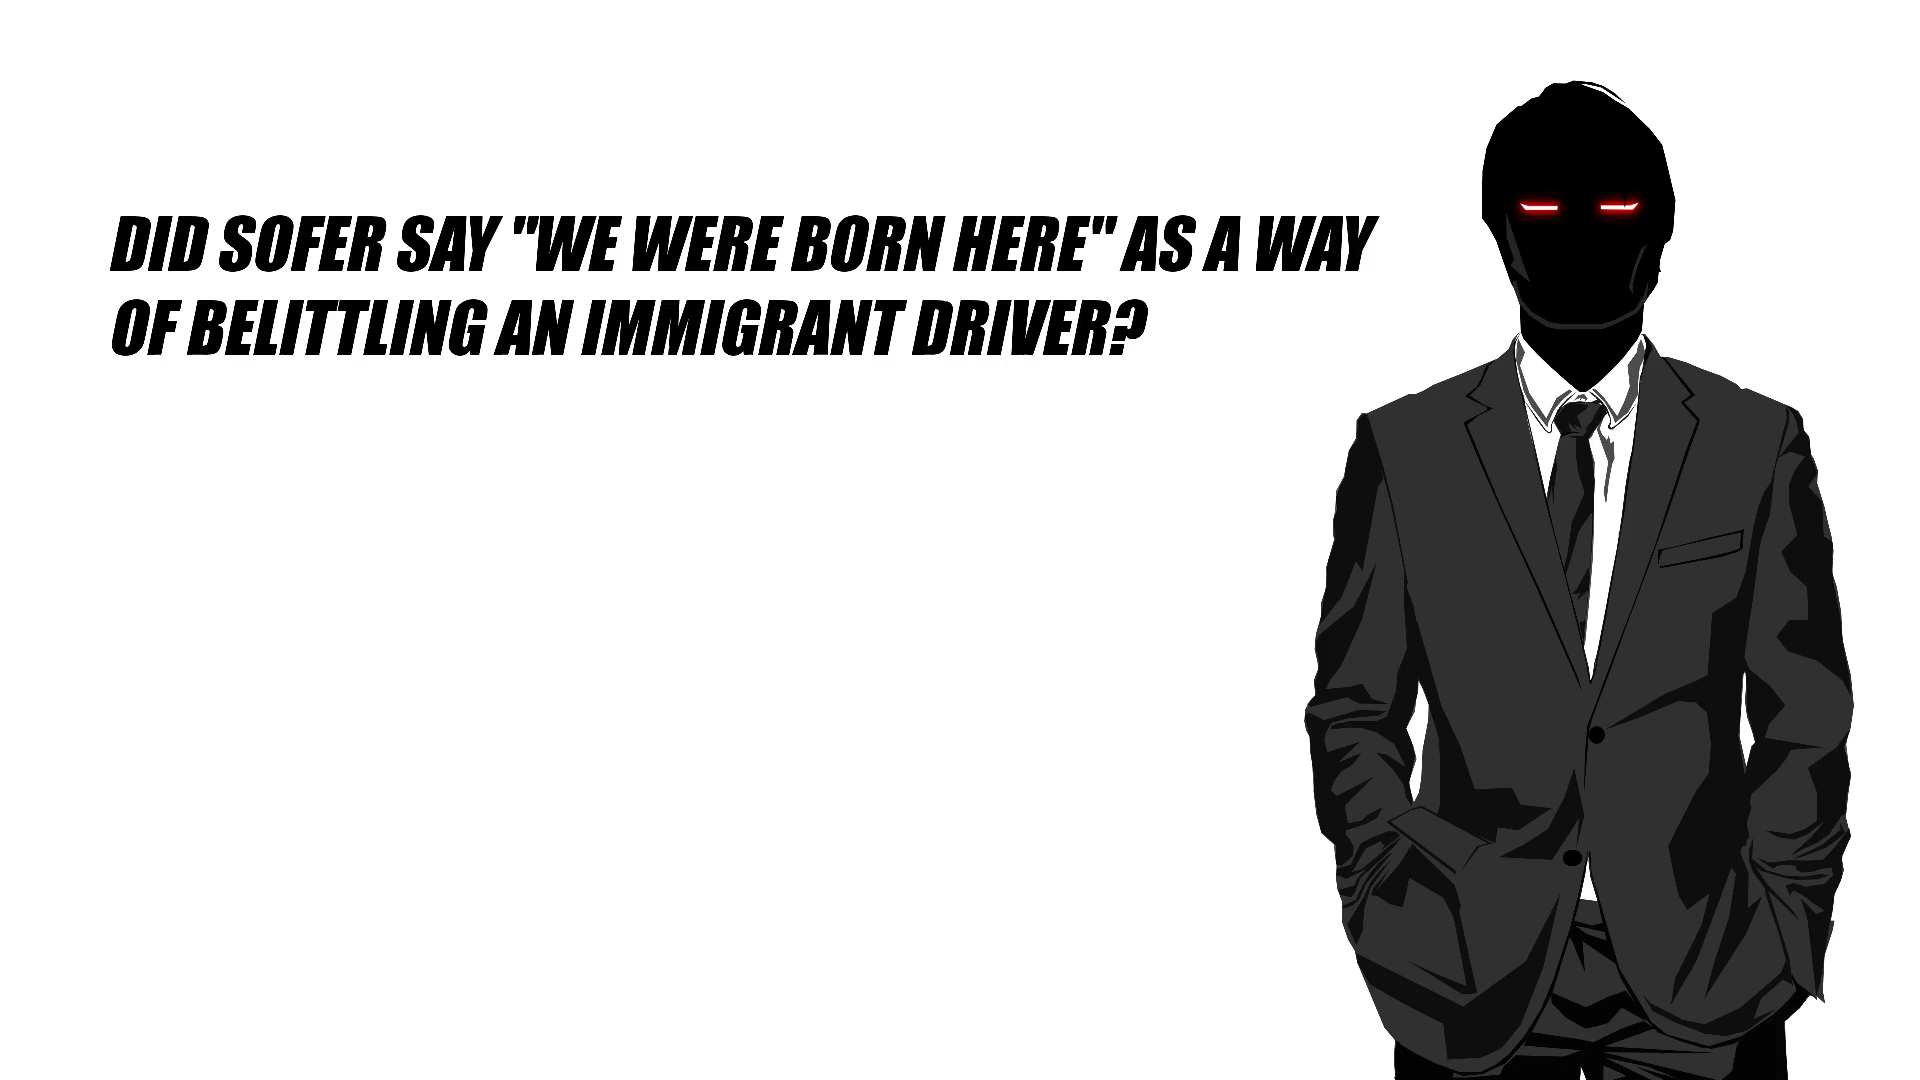 DID SOFER SAY "WE WERE BORN HERE" AS A WAY
OF BELITTLING AN IMMIGRANT DRIVER?